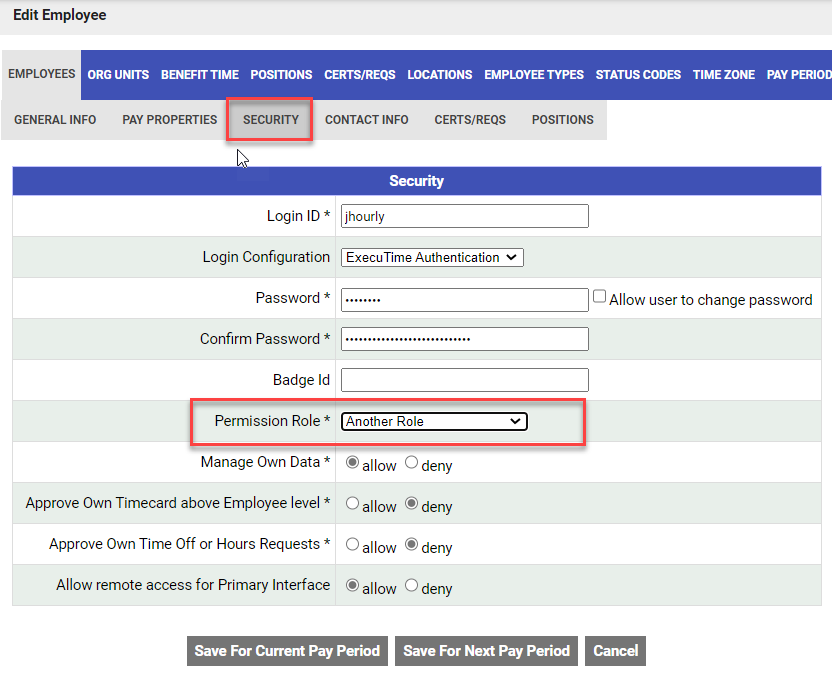 Edit Employee
EMPLOYEES ORG UNITS BENEFIT TIME POSITIONS CERTS/REQS LOCATIONS EMPLOYEE TYPES STATUS CODES TIME ZONE PAY PERIOD
GENERAL INFO PAY PROPERTIES SECURITY CONTACT INFO CERTS/REQS POSITIONS
Security
Login ID * jhourly
Login Configuration ExecuTime Authentication
Password * •••••••• Allow user to change password
Confirm Password * ••••••••••••••••••••••••••••
Badge Id
Permission Role * Another Role
Manage Own Data * allow deny
Approve Own Timecard above Employee level * allow deny
Approve Own Time Off or Hours Requests * allow deny
Allow remote access for Primary Interface allow deny
Save For Current Pay Period Save For Next Pay Period Cancel